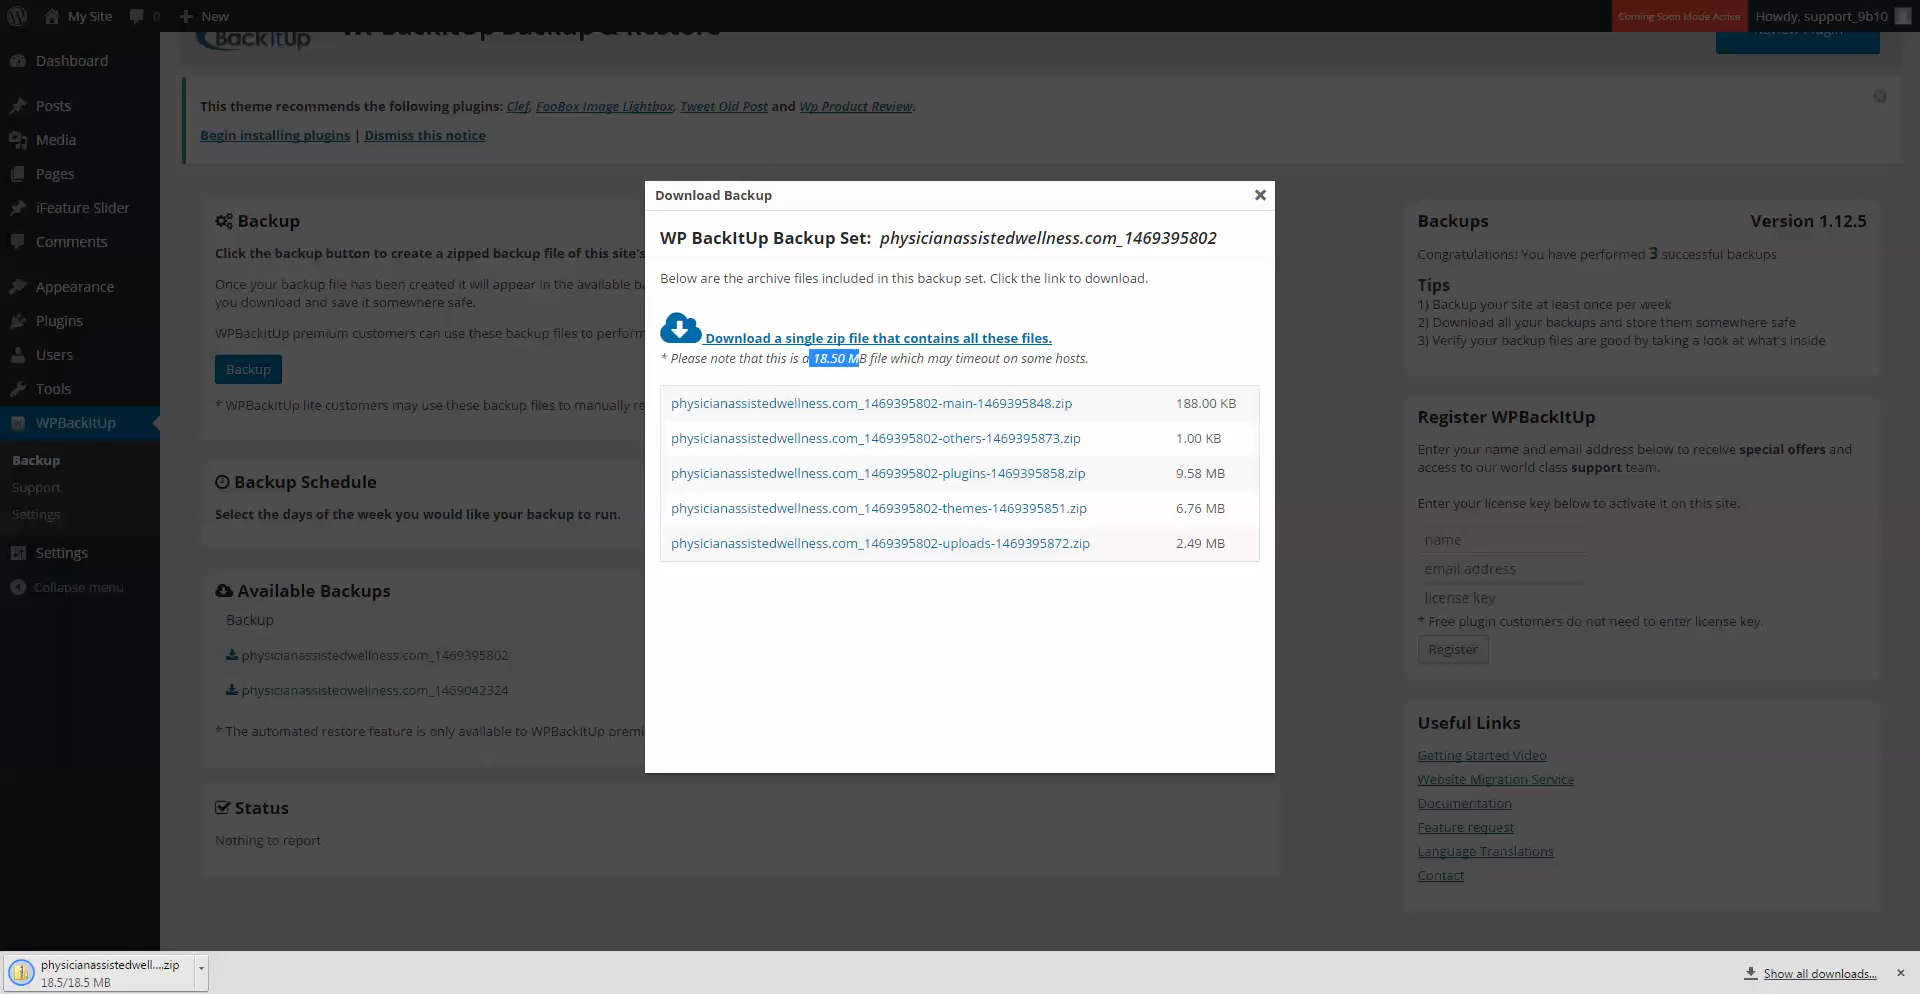 My Site
0
New
Coming Soon Mode Active
Howdy, support_9b10
Dashboard
Posts
Media
Pages
iFeature Slider
Comments
Appearance
Plugins
Users
Tools
WPBackItUp
Backup
Support
Settings
Settings
Collapse menu
BackItUp
WP BackItUp Backup & Restore
Review Plugin
This theme recommends the following plugins: Clef, FooBox Image Lightbox, Tweet Old Post and Wp Product Review.
Begin installing plugins | Dismiss this notice
Backup
Click the backup button to create a zipped backup file of this site's
Once your backup file has been created it will appear in the available ba
you download and save it somewhere safe.
WPBackItUp premium customers can use these backup files to perform
Backup
* WPBackItUp lite customers may use these backup files to manually re
Backup Schedule
Select the days of the week you would like your backup to run.
Available Backups
Backup
physicianassistedwellness.com_1469395802
physicianassistedwellness.com_1469042324
* The automated restore feature is only available to WPBackItUp premi
Status
Nothing to report
Download Backup
WP BackItUp Backup Set: physicianassistedwellness.com_1469395802
Below are the archive files included in this backup set. Click the link to download.
Download a single zip file that contains all these files.
* Please note that this is a 18.50 MB file which may timeout on some hosts.
physicianassistedwellness.com_1469395802-main-1469395848.zip 188.00 KB
physicianassistedwellness.com_1469395802-others-1469395873.zip 1.00 KB
physicianassistedwellness.com_1469395802-plugins-1469395858.zip 9.58 MB
physicianassistedwellness.com_1469395802-themes-1469395851.zip 6.76 MB
physicianassistedwellness.com_1469395802-uploads-1469395872.zip 2.49 MB
Backups Version 1.12.5
Congratulations! You have performed 3 successful backups.
Tips
1) Backup your site at least once per week
2) Download all your backups and store them somewhere safe
3) Verify your backup files are good by taking a look at what's inside
Register WPBackItUp
Enter your name and email address below to receive special offers and
access to our world class support team.
Enter your license key below to activate it on this site.
name
email address
license key
* Free plugin customers do not need to enter license key.
Register
Useful Links
Getting Started Video
Website Migration Service
Documentation
Feature request
Language Translations
Contact
physicianassistedwell....zip
18.5/18.5 MB
Show all downloads...